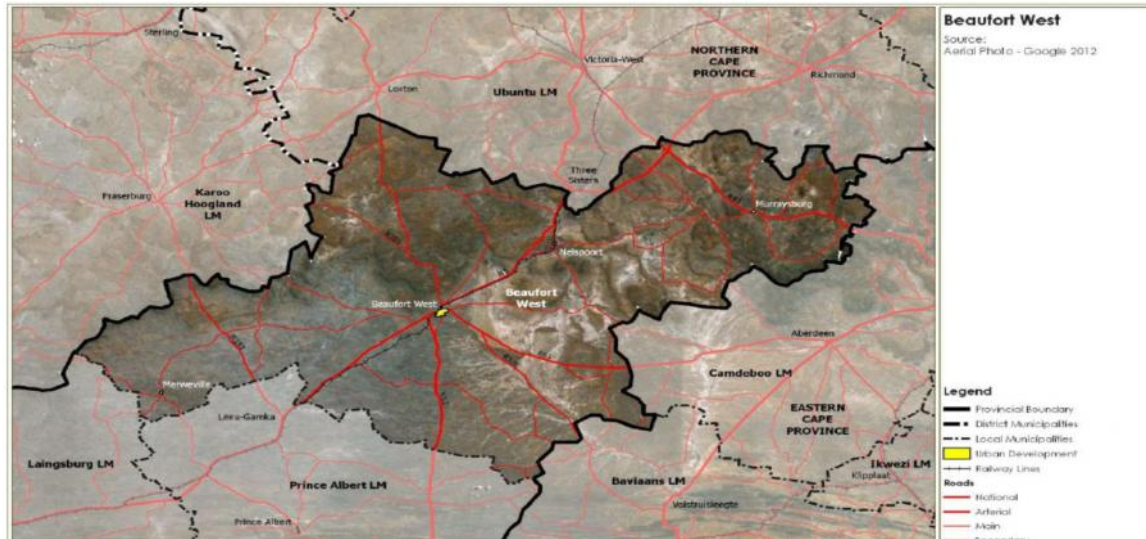 Beaufort West
Source:
Aerial Photo - Google 2012
Sterling
Victoria-West
NORTHERN
CAPE
PROVINCE
Richmond
Loxton
Ubuntu LM
Three
Sisters
Fraserburg
Karoo
Hoogland
LM
Murraysburg
Nelspoort
Beaufort West
Beaufort
West
Aberdeen
Merweville
Leeu-Gamka
Camdeboo LM
EASTERN
CAPE
PROVINCE
Laingsburg LM
Prince Albert LM
Baviaans LM
Ikwezi LM
Klipplaat
Volstruisleegte
Prince Albert
Legend
Provincial Boundary
District Municipalities
Local Municipalities
Urban Development
Railway Lines
Roads
National
Arterial
Main